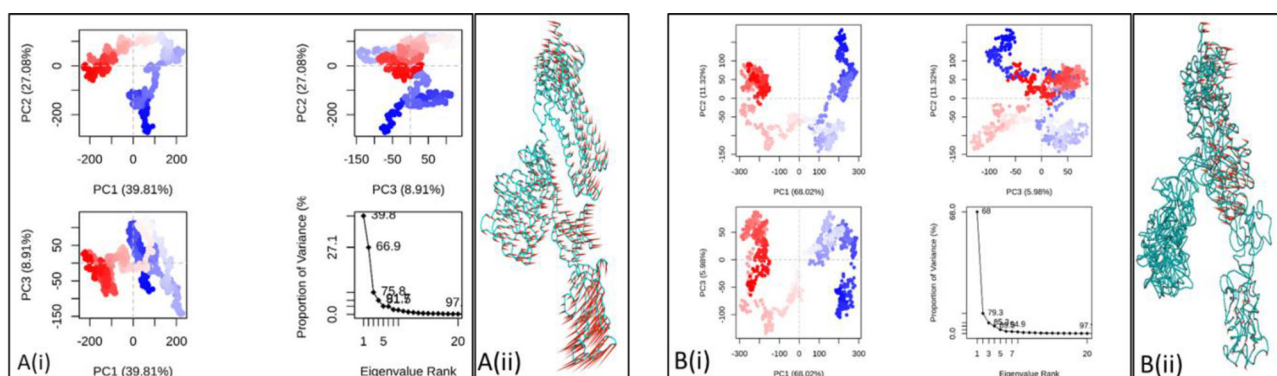 PC2 (27.08%)
0
-200
-200 0 200
PC1 (39.81%)
PC2 (27.08%)
0
-200
-150 0 100
PC3 (8.91%)
PC3 (8.91%)
50
-50
-150
-200 0 200
PC1 (39.81%)
Proportion of Variance (%
27.1
0.0
39.8
66.9
75.8
97.
1 5 20
Eigenvalue Rank
A(i)
A(ii)
PC2 (11.32%)
100
50
0
-50
-150
-300 -100 0 100 200 300
PC1 (68.02%)
PC2 (11.32%)
100
50
0
-50
-150
-100 -50 0 50
PC3 (5.98%)
PC3 (5.98%)
50
0
-50
-100
-300 -100 0 100 200 300
PC1 (68.02%)
Proportion of Variance (%)
68.0
0.0
68
79.3
97.
1 3 5 7 20
Eigenvalue Rank
B(i)
B(ii)